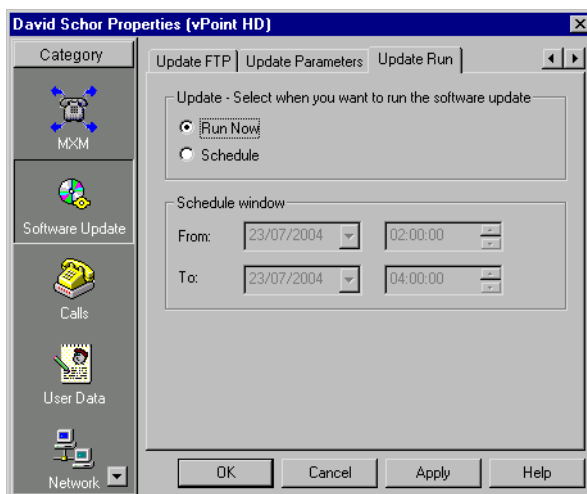 David Schor Properties (vPoint HD)
Category
MXM
Software Update
Calls
User Data
Network
Update FTP Update Parameters Update Run
Update - Select when you want to run the software update
Run Now
Schedule
Schedule window
From: 23/07/2004 02:00:00
To: 23/07/2004 04:00:00
OK Cancel Apply Help